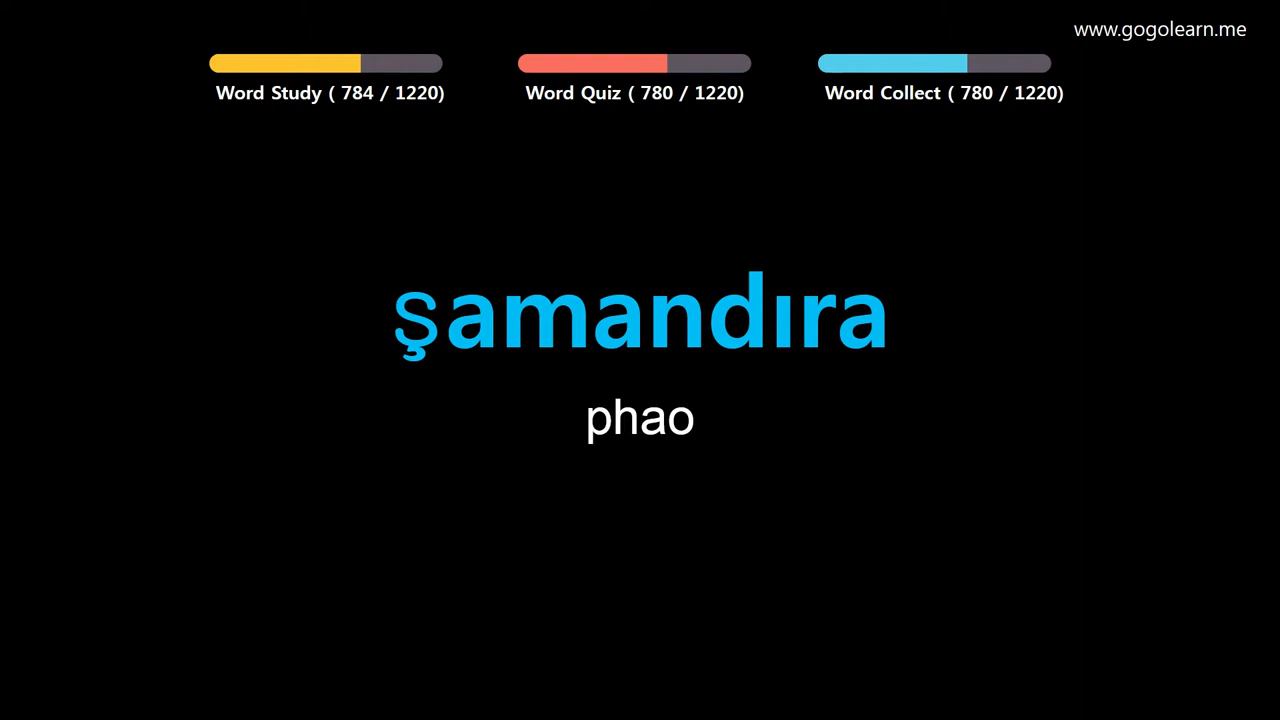 www.gogolearn.me
Word Study ( 784 / 1220)
Word Quiz ( 780 / 1220)
Word Collect ( 780 / 1220)
şamandıra
phao